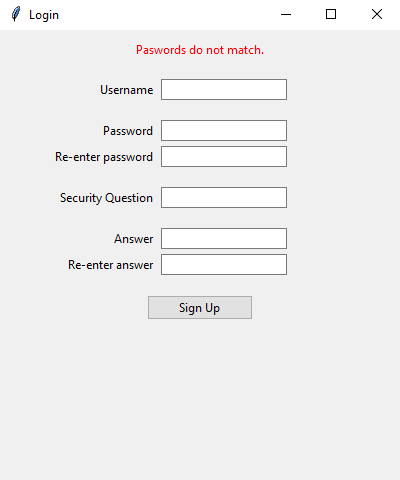 Login
Paswords do not match.
Username
Password
Re-enter password
Security Question
Answer
Re-enter answer
Sign Up